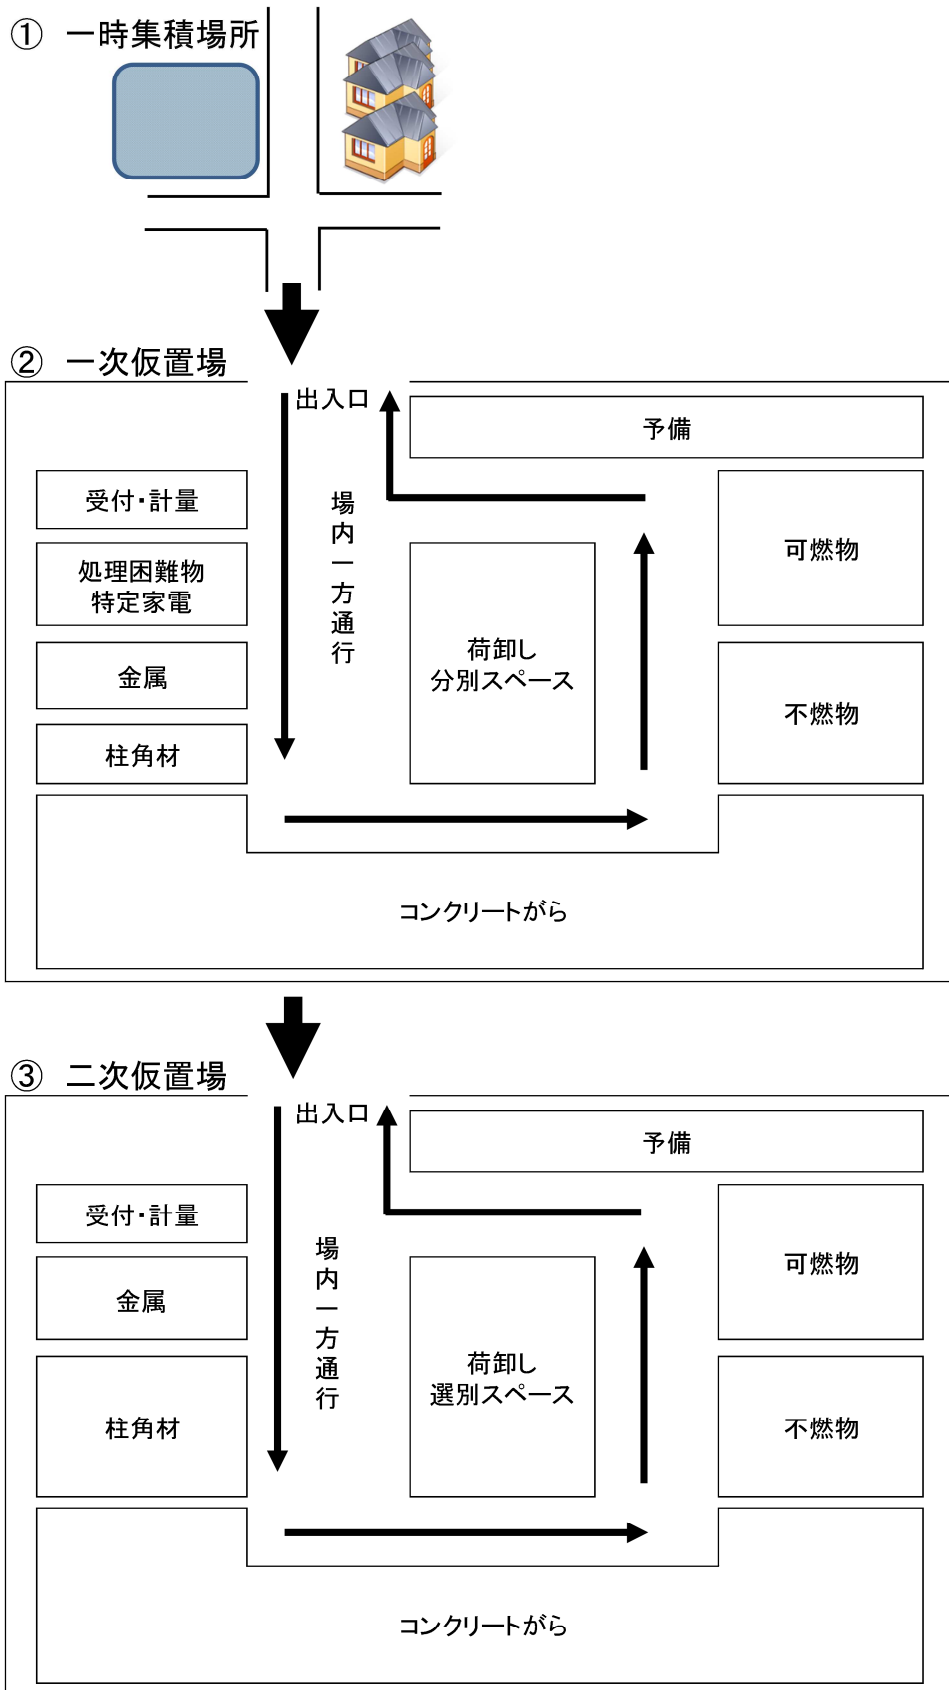 ① 一時集積場所
② 一次仮置場
出入口
予備
受付・計量
場内一方通行
可燃物
処理困難物
特定家電
荷卸し
分別スペース
金属
不燃物
柱角材
コンクリートがら
③ 二次仮置場
出入口
予備
受付・計量
場内一方通行
可燃物
金属
荷卸し
選別スペース
柱角材
不燃物
コンクリートがら